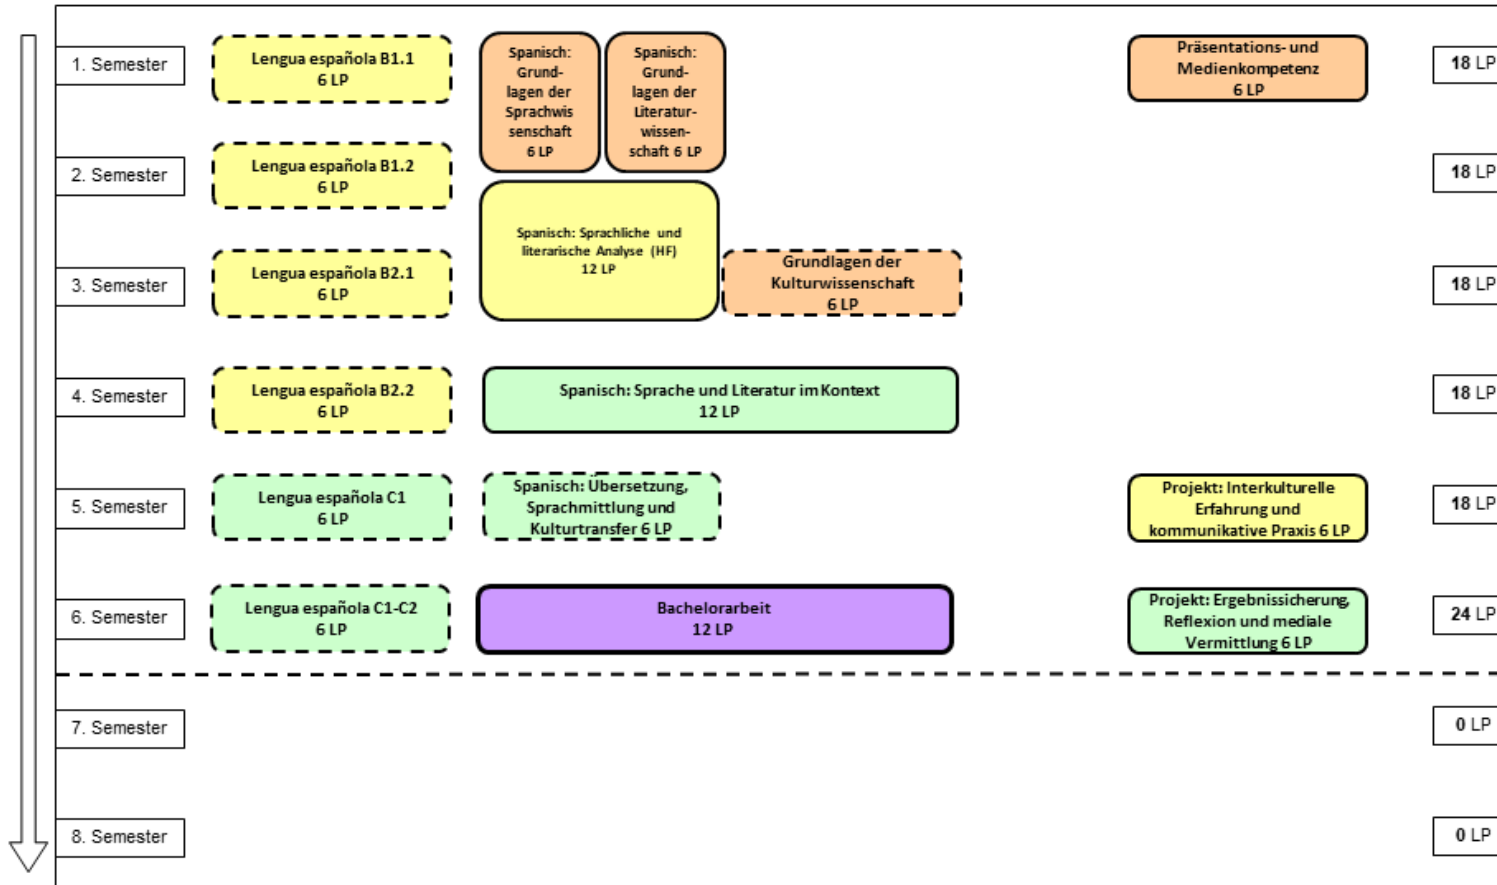 1. Semester
Lengua española B1.1
6 LP
Spanisch:
Grund-
lagen der
Sprachwis
senschaft
6 LP
Spanisch:
Grund-
lagen der
Literatur-
wissen-
schaft 6 LP
Präsentations- und
Medienkompetenz
6 LP
18 LP
2. Semester
Lengua española B1.2
6 LP
18 LP
Spanisch: Sprachliche und
literarische Analyse (HF)
12 LP
3. Semester
Lengua española B2.1
6 LP
Grundlagen der
Kulturwissenschaft
6 LP
18 LP
4. Semester
Lengua española B2.2
6 LP
Spanisch: Sprache und Literatur im Kontext
12 LP
18 LP
5. Semester
Lengua española C1
6 LP
Spanisch: Übersetzung,
Sprachmittlung und
Kulturtransfer 6 LP
Projekt: Interkulturelle
Erfahrung und
kommunikative Praxis 6 LP
18 LP
6. Semester
Lengua española C1-C2
6 LP
Bachelorarbeit
12 LP
Projekt: Ergebnissicherung,
Reflexion und mediale
Vermittlung 6 LP
24 LP
7. Semester
0 LP
8. Semester
0 LP